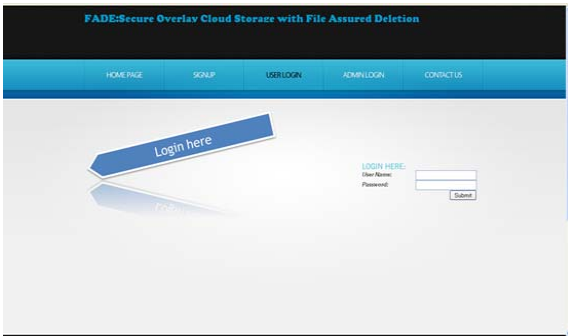 FADE:Secure Overlay Cloud Storage with File Assured Deletion
HOME PAGE SIGNUP USER LOGIN ADMIN LOGIN CONTACT US
Login here
LOGIN HERE:
User Name:
Password:
Submit